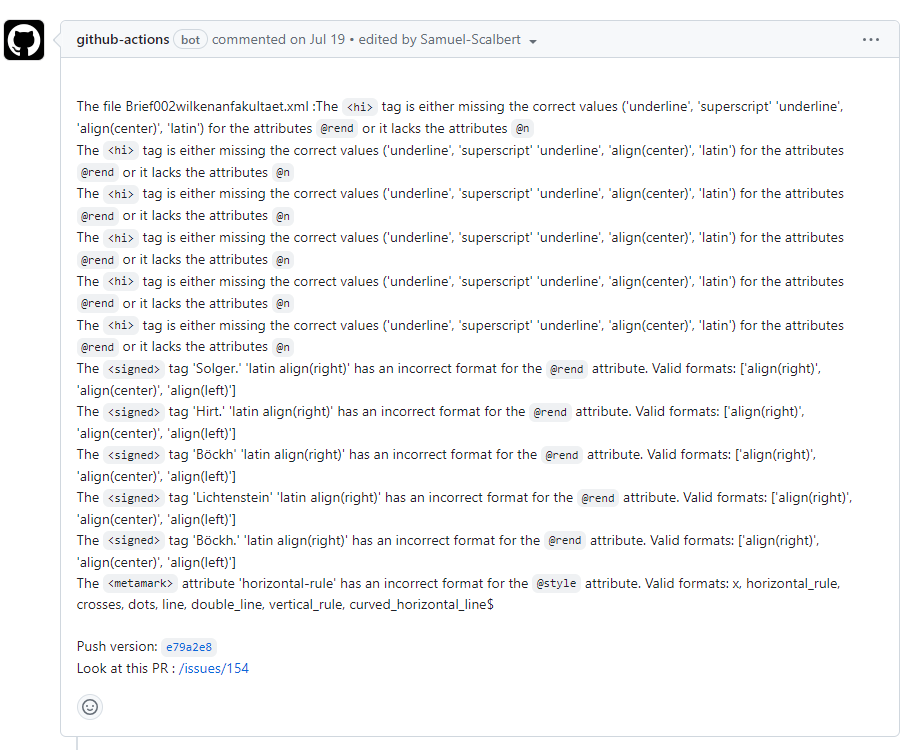 github-actions bot commented on Jul 19 • edited by Samuel-Scalbert
The file Brief002wilkenanfakultaet.xml :The <hi> tag is either missing the correct values ('underline', 'superscript' 'underline',
'align(center)', 'latin') for the attributes @rend or it lacks the attributes @n
The <hi> tag is either missing the correct values ('underline', 'superscript' 'underline', 'align(center)', 'latin') for the attributes
@rend or it lacks the attributes @n
The <hi> tag is either missing the correct values ('underline', 'superscript' 'underline', 'align(center)', 'latin') for the attributes
@rend or it lacks the attributes @n
The <hi> tag is either missing the correct values ('underline', 'superscript' 'underline', 'align(center)', 'latin') for the attributes
@rend or it lacks the attributes @n
The <hi> tag is either missing the correct values ('underline', 'superscript' 'underline', 'align(center)', 'latin') for the attributes
@rend or it lacks the attributes @n
The <hi> tag is either missing the correct values ('underline', 'superscript' 'underline', 'align(center)', 'latin') for the attributes
@rend or it lacks the attributes @n
The <signed> tag 'Solger.' 'latin align(right)' has an incorrect format for the @rend attribute. Valid formats: ['align(right)',
'align(center)', 'align(left)']
The <signed> tag 'Hirt.' 'latin align(right)' has an incorrect format for the @rend attribute. Valid formats: ['align(right)',
'align(center)', 'align(left)']
The <signed> tag 'Böckh' 'latin align(right)' has an incorrect format for the @rend attribute. Valid formats: ['align(right)',
'align(center)', 'align(left)']
The <signed> tag 'Lichtenstein' 'latin align(right)' has an incorrect format for the @rend attribute. Valid formats: ['align(right)',
'align(center)', 'align(left)']
The <signed> tag 'Böckh.' 'latin align(right)' has an incorrect format for the @rend attribute. Valid formats: ['align(right)',
'align(center)', 'align(left)']
The <metamark> attribute 'horizontal-rule' has an incorrect format for the @style attribute. Valid formats: x, horizontal_rule,
crosses, dots, line, double_line, vertical_rule, curved_horizontal_line$
Push version: e79a2e8
Look at this PR : /issues/154